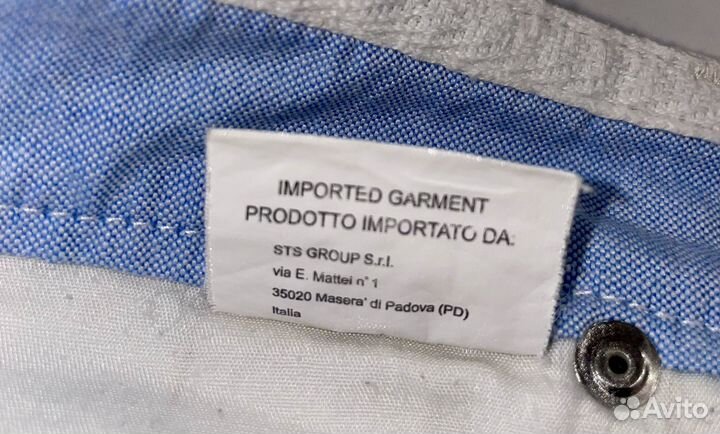 IMPORTED GARMENT
PRODOTTO IMPORTATO DA:
STS GROUP S.r.l.
via E. Mattei n° 1
35020 Masera' di Padova (PD)
Italia
Avito